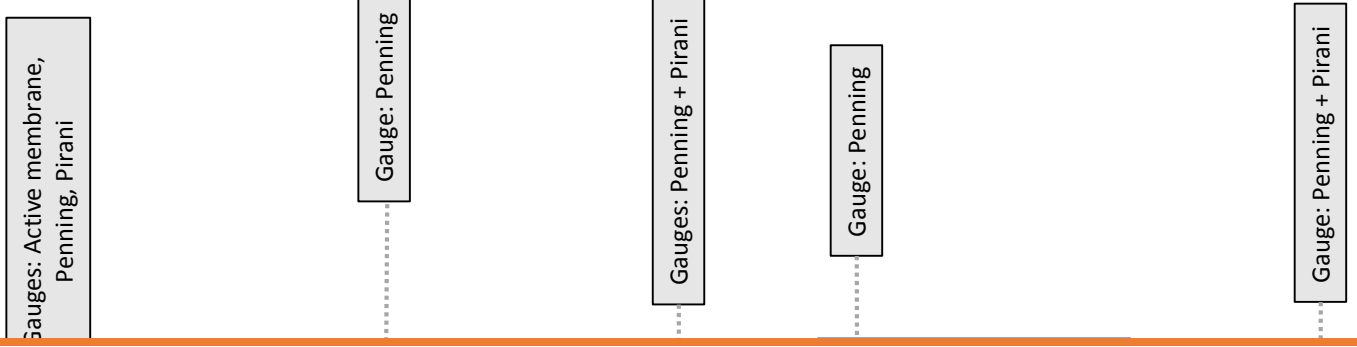 Gauges: Active membrane,
Penning, Pirani
Gauge: Penning
Gauges: Penning + Pirani
Gauge: Penning
Gauge: Penning + Pirani